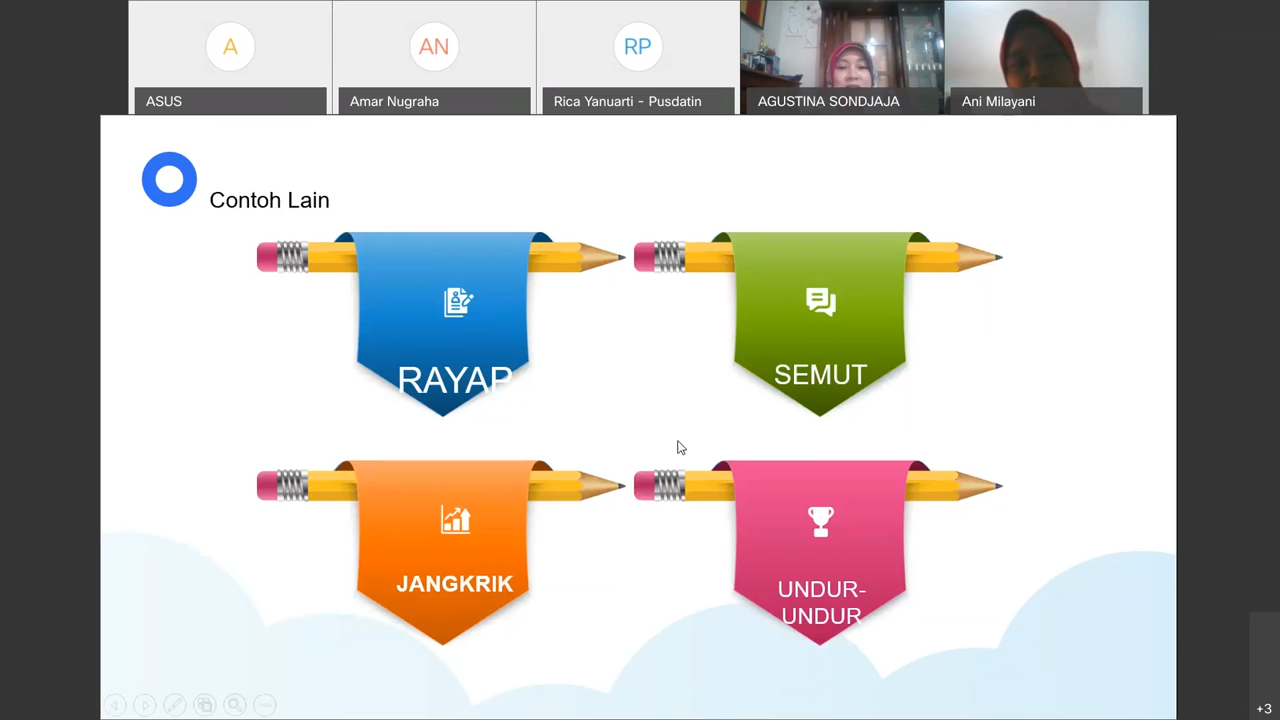 A
AN
RP
ASUS
Amar Nugraha
Rica Yanuarti - Pusdatin
AGUSTINA SONDJAJA
Ani Milayani
Contoh Lain
RAYAP
SEMUT
JANGKRIK
UNDUR-
UNDUR
+3